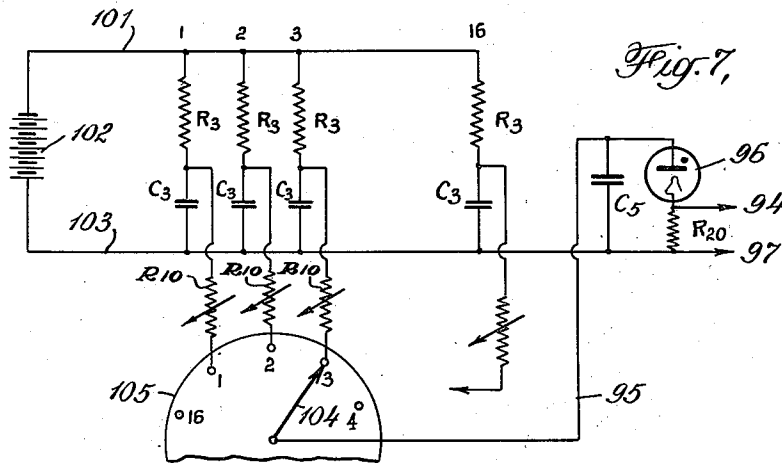 101 1 2 3 16 Fig. 7,
R3 R3 R3 R3
102 96
C3 C3 C3 C3 C5 94
103 R20
97
R10 R10 R10
105 1 2 3
16 104 4 95